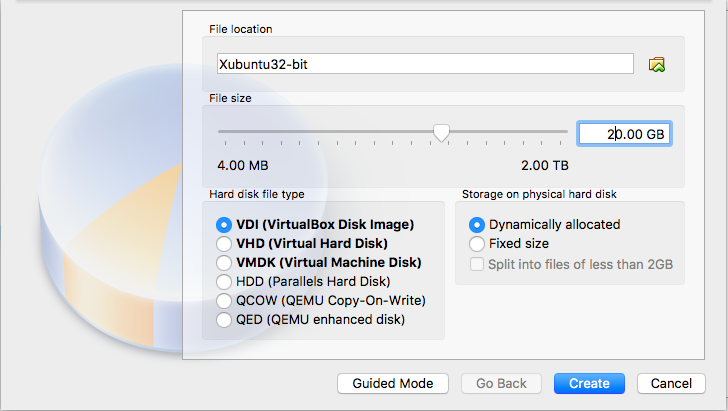 File location
Xubuntu32-bit
File size
20.00 GB
4.00 MB 2.00 TB
Hard disk file type Storage on physical hard disk
VDI (VirtualBox Disk Image) Dynamically allocated
VHD (Virtual Hard Disk) Fixed size
VMDK (Virtual Machine Disk) Split into files of less than 2GB
HDD (Parallels Hard Disk)
QCOW (QEMU Copy-On-Write)
QED (QEMU enhanced disk)
Guided Mode Go Back Create Cancel